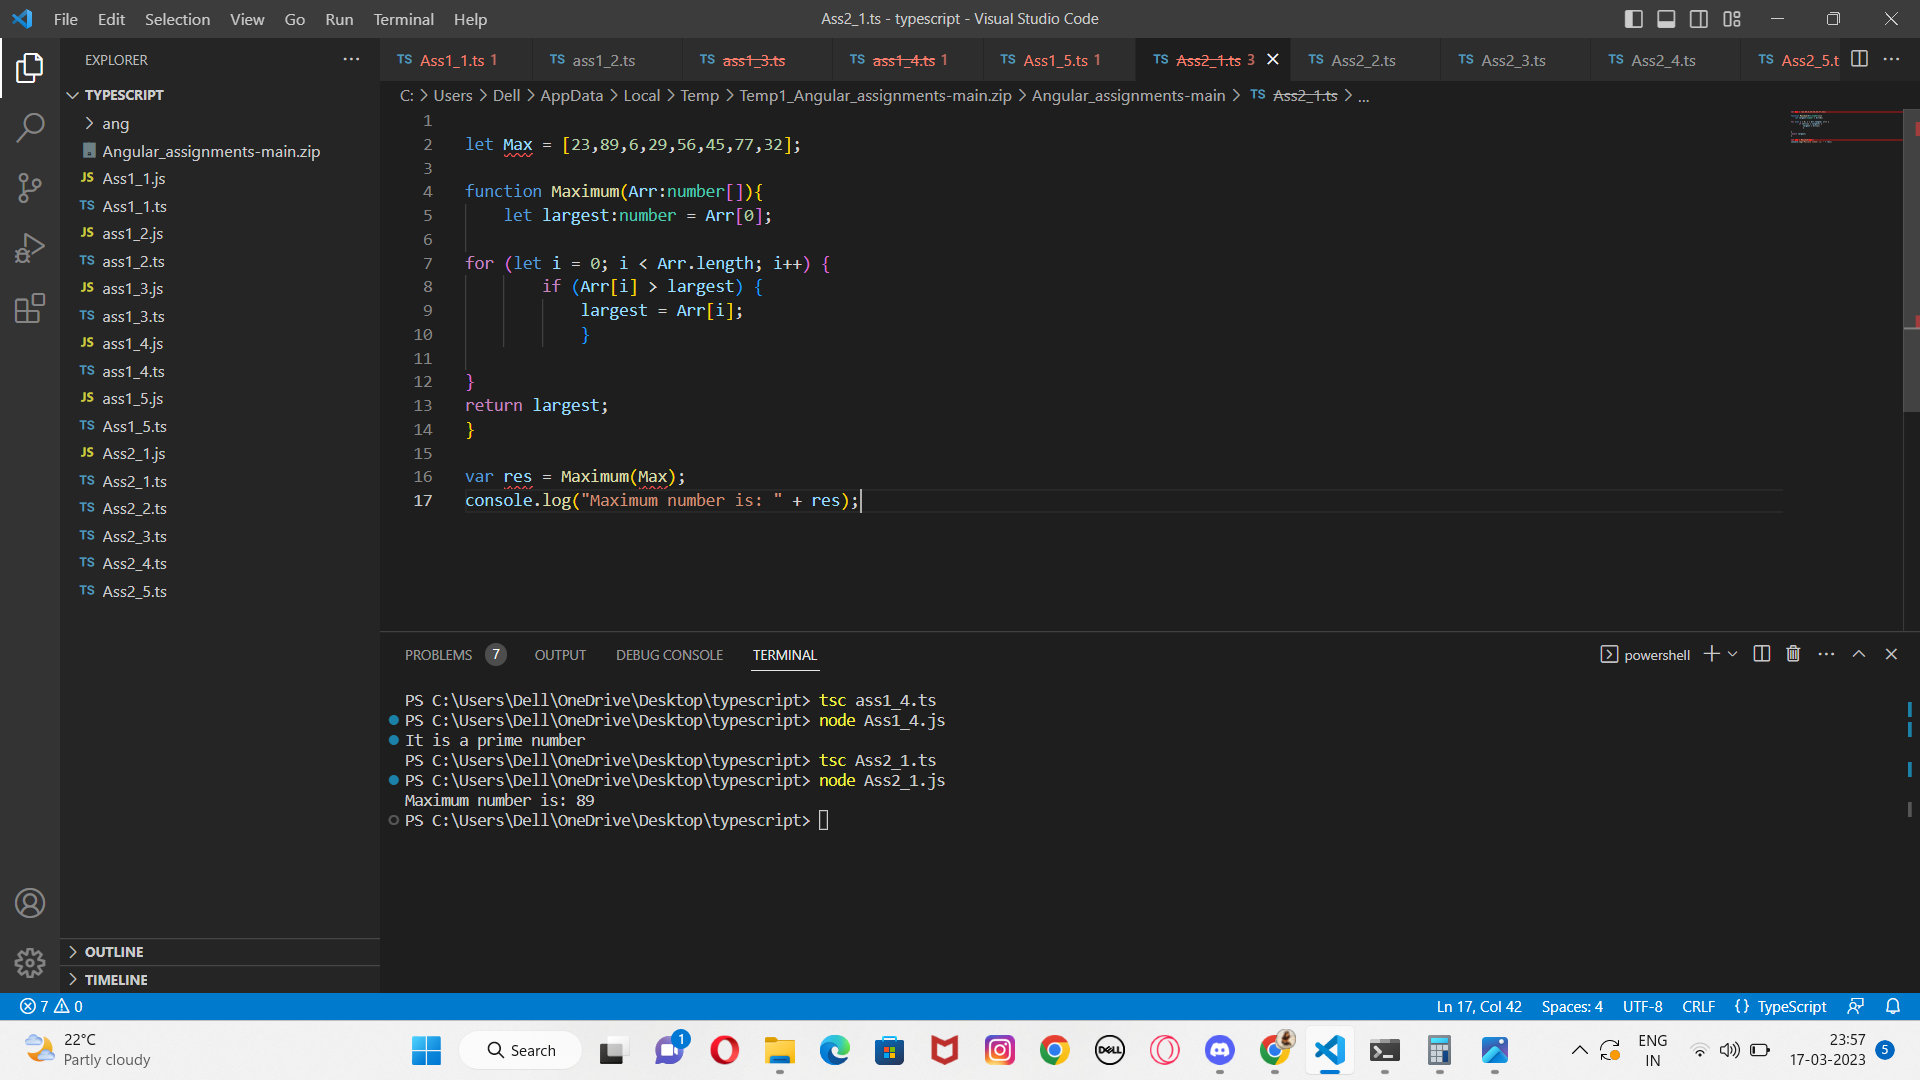 File Edit Selection View Go Run Terminal Help
Ass2_1.ts - typescript - Visual Studio Code
EXPLORER
TS Ass1_1.ts 1 TS ass1_2.ts TS ass1_3.ts TS ass1_4.ts 1 TS Ass1_5.ts 1 TS Ass2_1.ts 3 TS Ass2_2.ts TS Ass2_3.ts TS Ass2_4.ts TS Ass2_5.t
C: > Users > Dell > AppData > Local > Temp > Temp1_Angular_assignments-main.zip > Angular_assignments-main > TS Ass2_1.ts > ...
TYPESCRIPT
ang
Angular_assignments-main.zip
JS Ass1_1.js
TS Ass1_1.ts
JS ass1_2.js
TS ass1_2.ts
JS ass1_3.js
TS ass1_3.ts
JS ass1_4.js
TS ass1_4.ts
JS ass1_5.js
TS Ass1_5.ts
JS Ass2_1.js
TS Ass2_1.ts
TS Ass2_2.ts
TS Ass2_3.ts
TS Ass2_4.ts
TS Ass2_5.ts
OUTLINE
TIMELINE
1
2 let Max = [23,89,6,29,56,45,77,32];
3
4 function Maximum(Arr:number[]){
5 let largest:number = Arr[0];
6
7 for (let i = 0; i < Arr.length; i++) {
8 if (Arr[i] > largest) {
9 largest = Arr[i];
10 }
11
12 }
13 return largest;
14 }
15
16 var res = Maximum(Max);
17 console.log("Maximum number is: " + res);
PROBLEMS 7 OUTPUT DEBUG CONSOLE TERMINAL
powershell
PS C:\Users\Dell\OneDrive\Desktop\typescript> tsc ass1_4.ts
PS C:\Users\Dell\OneDrive\Desktop\typescript> node Ass1_4.js
It is a prime number
PS C:\Users\Dell\OneDrive\Desktop\typescript> tsc Ass2_1.ts
PS C:\Users\Dell\OneDrive\Desktop\typescript> node Ass2_1.js
Maximum number is: 89
PS C:\Users\Dell\OneDrive\Desktop\typescript>
7 0
Ln 17, Col 42 Spaces: 4 UTF-8 CRLF {} TypeScript
22°C
Partly cloudy
Search
1
DELL
ENG
IN
23:57
17-03-2023
5